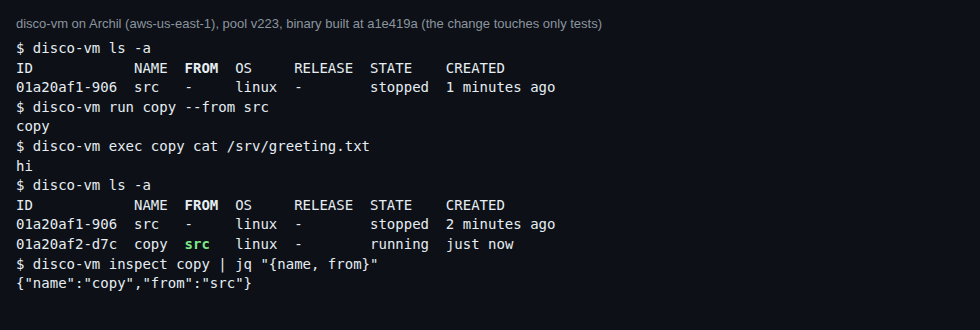 disco-vm on Archil (aws-us-east-1), pool v223, binary built at a1e419a (the change touches only tests)
$ disco-vm ls -a
ID            NAME  FROM  OS     RELEASE  STATE    CREATED
01a20af1-906  src   -     linux  -        stopped  1 minutes ago
$ disco-vm run copy --from src
copy
$ disco-vm exec copy cat /srv/greeting.txt
hi
$ disco-vm ls -a
ID            NAME  FROM  OS     RELEASE  STATE    CREATED
01a20af1-906  src   -     linux  -        stopped  2 minutes ago
01a20af2-d7c  copy  src   linux  -        running  just now
$ disco-vm inspect copy | jq "{name, from}"
{"name":"copy","from":"src"}